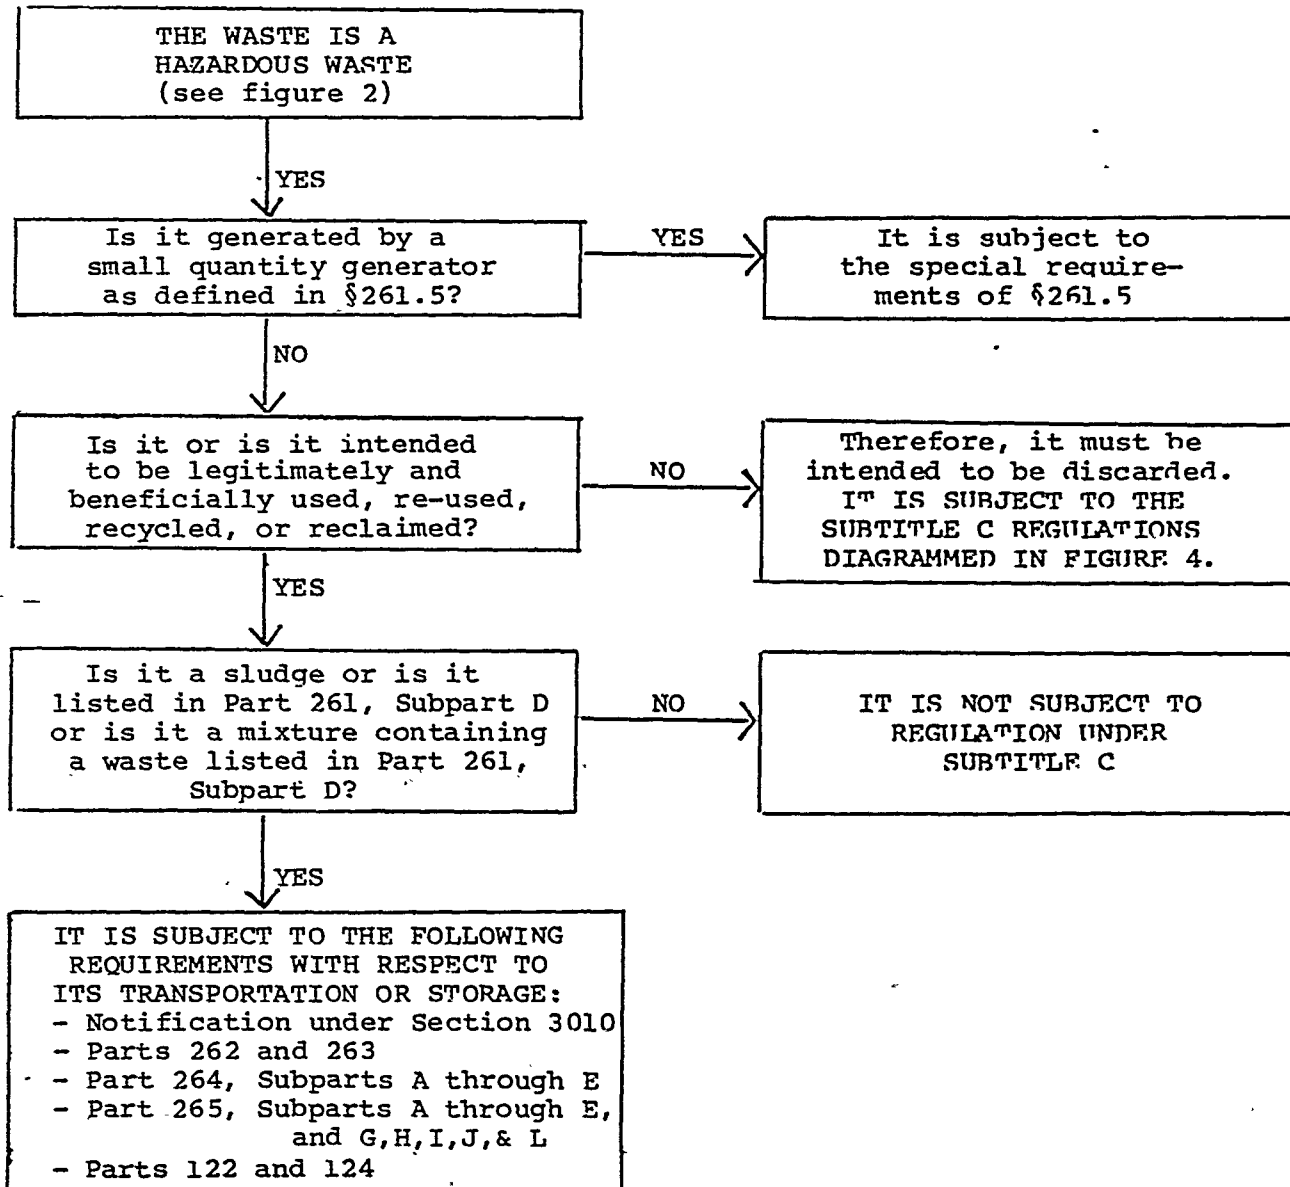 THE WASTE IS A
HAZARDOUS WASTE
(see figure 2)
YES
Is it generated by a
small quantity generator
as defined in §261.5?
YES
It is subject to
the special require-
ments of §261.5
NO
Is it or is it intended
to be legitimately and
beneficially used, re-used,
recycled, or reclaimed?
NO
Therefore, it must be
intended to be discarded.
IT IS SUBJECT TO THE
SUBTITLE C REGULATIONS
DIAGRAMMED IN FIGURE 4.
YES
Is it a sludge or is it
listed in Part 261, Subpart D
or is it a mixture containing
a waste listed in Part 261,
Subpart D?
NO
IT IS NOT SUBJECT TO
REGULATION UNDER
SUBTITLE C
YES
IT IS SUBJECT TO THE FOLLOWING
REQUIREMENTS WITH RESPECT TO
ITS TRANSPORTATION OR STORAGE:
- Notification under Section 3010
- Parts 262 and 263
- Part 264, Subparts A through E
- Part 265, Subparts A through E,
and G,H,I,J,& L
- Parts 122 and 124